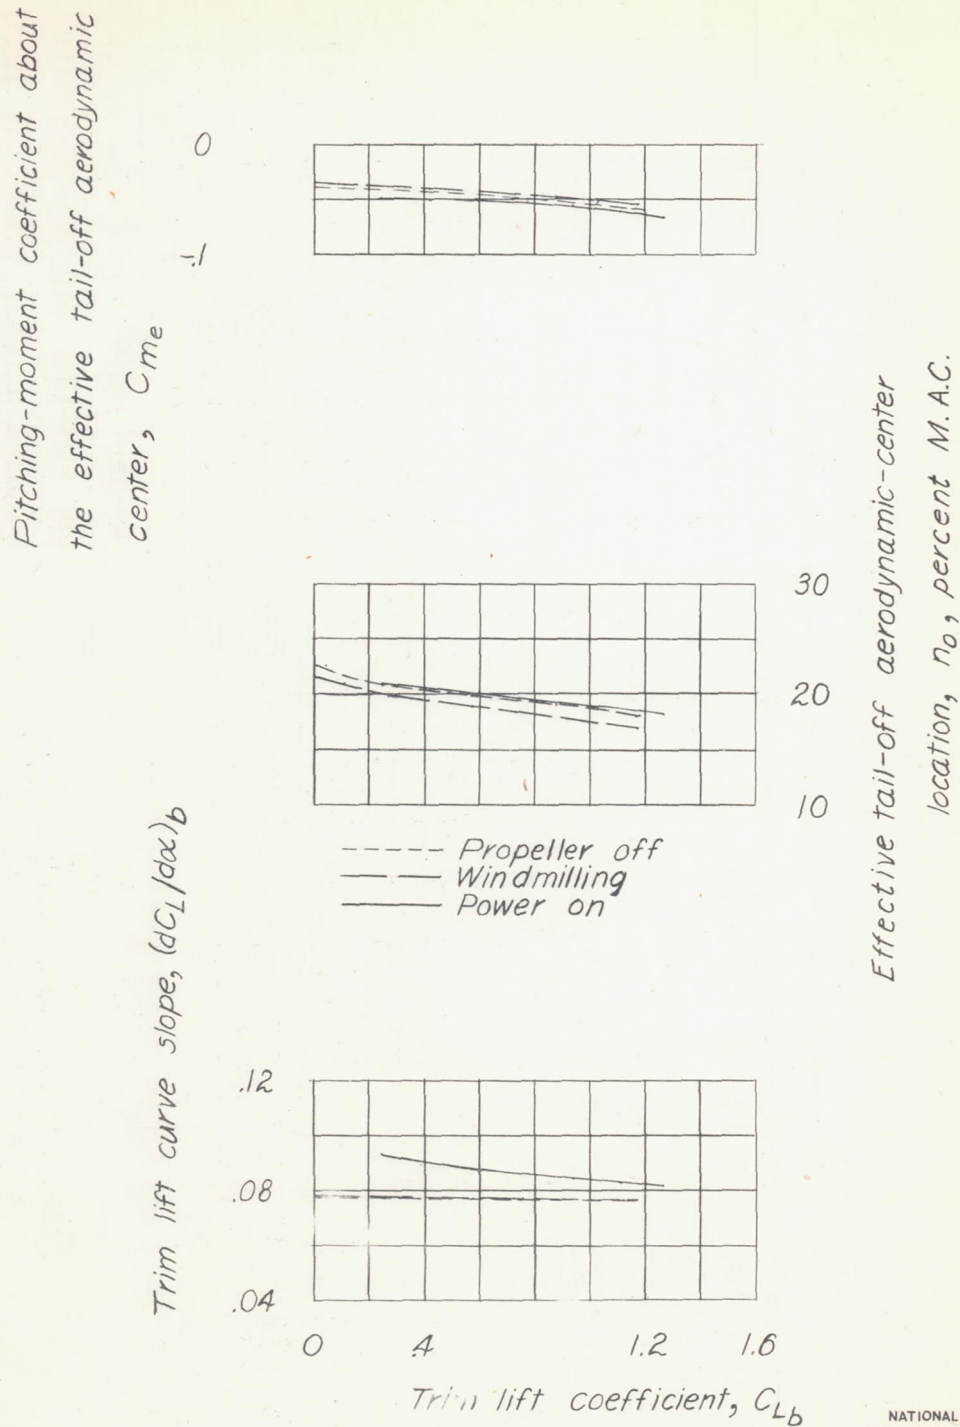 Pitching-moment coefficient about
the effective tail-off aerodynamic
center, Cme
0
-.1
30
20
10
Effective tail-off aerodynamic-center
location, n0, percent M.A.C.
Propeller off
Windmilling
Power on
Trim lift curve slope, (dCL/dα)b
.12
.08
.04
0 .4 1.2 1.6
Trim lift coefficient, CLb
NATIONAL